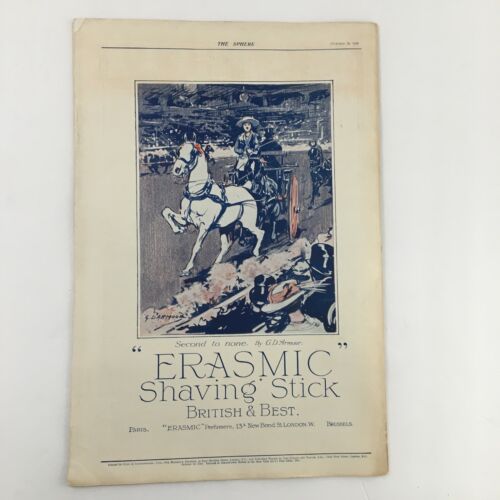 THE SPHERE
G.D.ARMOUR
Second to none. By G.D. Armour.
"ERASMIC"
Shaving Stick
BRITISH & BEST.
PARIS. "ERASMIC" Perfumers, 13A New Bond St. LONDON. W. BRUSSELS.